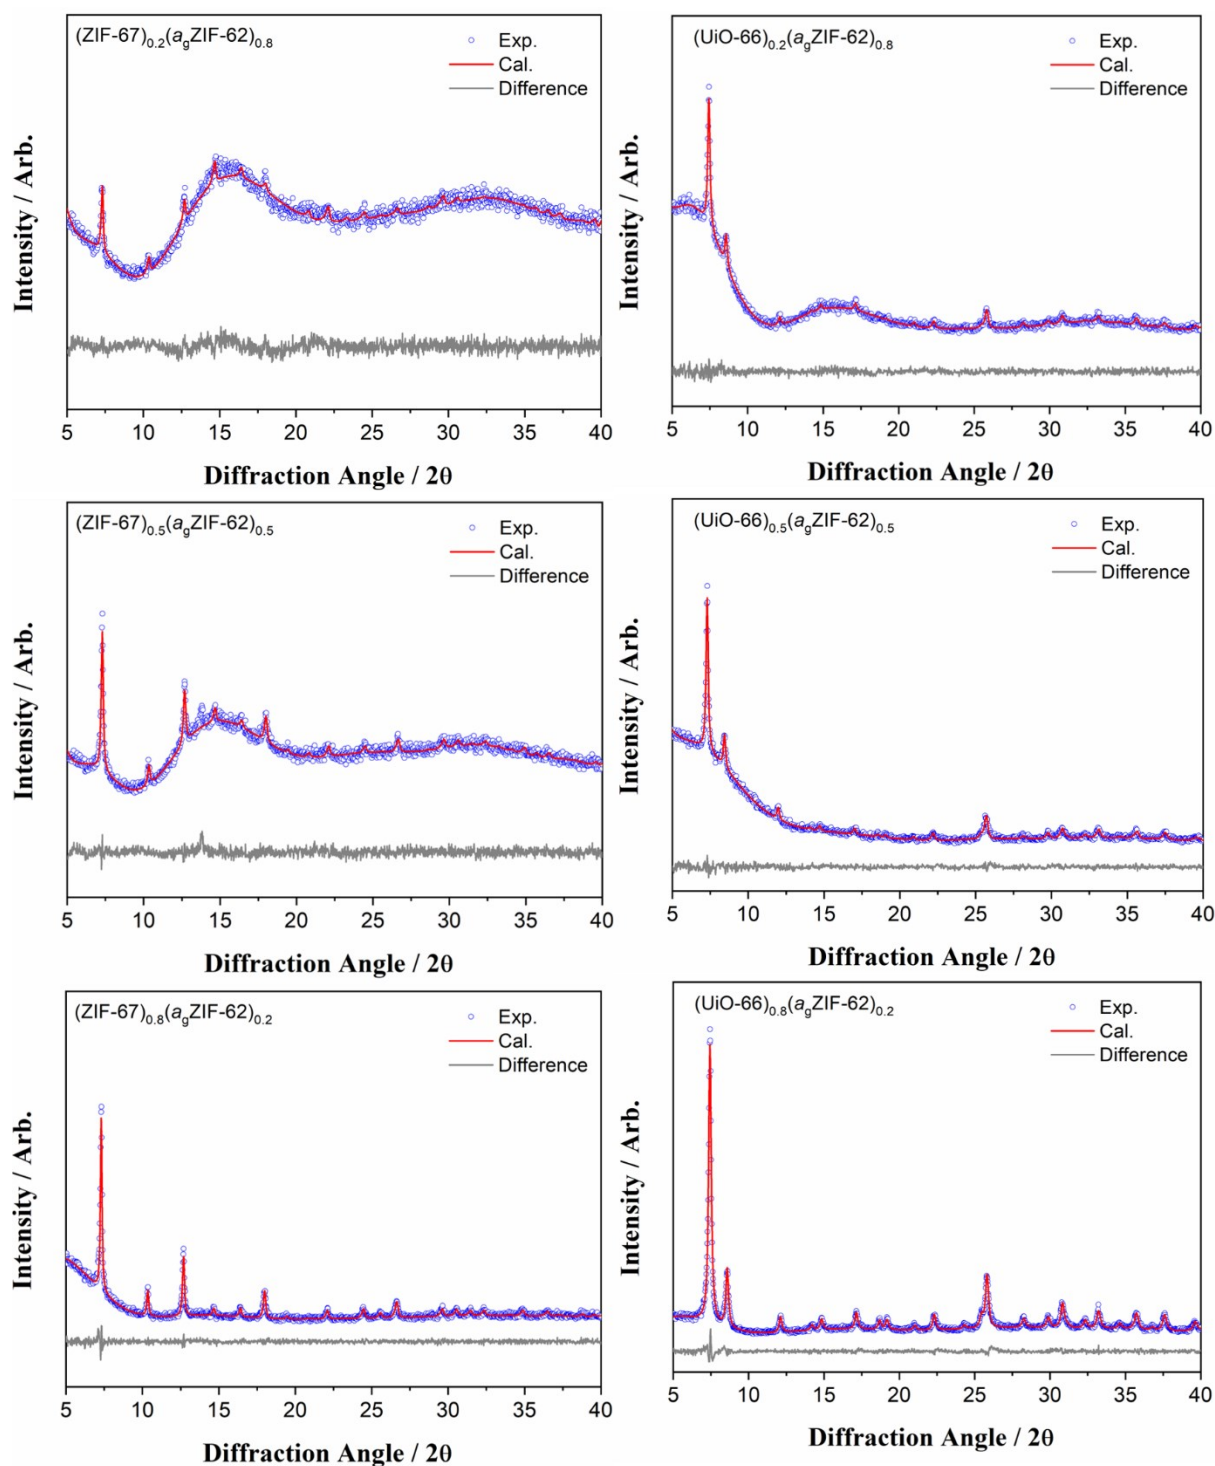 (ZIF-67)0.2(agZIF-62)0.8
Exp.
Cal.
Difference
Intensity / Arb.
5 10 15 20 25 30 35 40
Diffraction Angle / 2θ
(UiO-66)0.2(agZIF-62)0.8
Exp.
Cal.
Difference
Intensity / Arb.
5 10 15 20 25 30 35 40
Diffraction Angle / 2θ
(ZIF-67)0.5(agZIF-62)0.5
Exp.
Cal.
Difference
Intensity / Arb.
5 10 15 20 25 30 35 40
Diffraction Angle / 2θ
(UiO-66)0.5(agZIF-62)0.5
Exp.
Cal.
Difference
Intensity / Arb.
5 10 15 20 25 30 35 40
Diffraction Angle / 2θ
(ZIF-67)0.8(agZIF-62)0.2
Exp.
Cal.
Difference
Intensity / Arb.
5 10 15 20 25 30 35 40
Diffraction Angle / 2θ
(UiO-66)0.8(agZIF-62)0.2
Exp.
Cal.
Difference
Intensity / Arb.
5 10 15 20 25 30 35 40
Diffraction Angle / 2θ